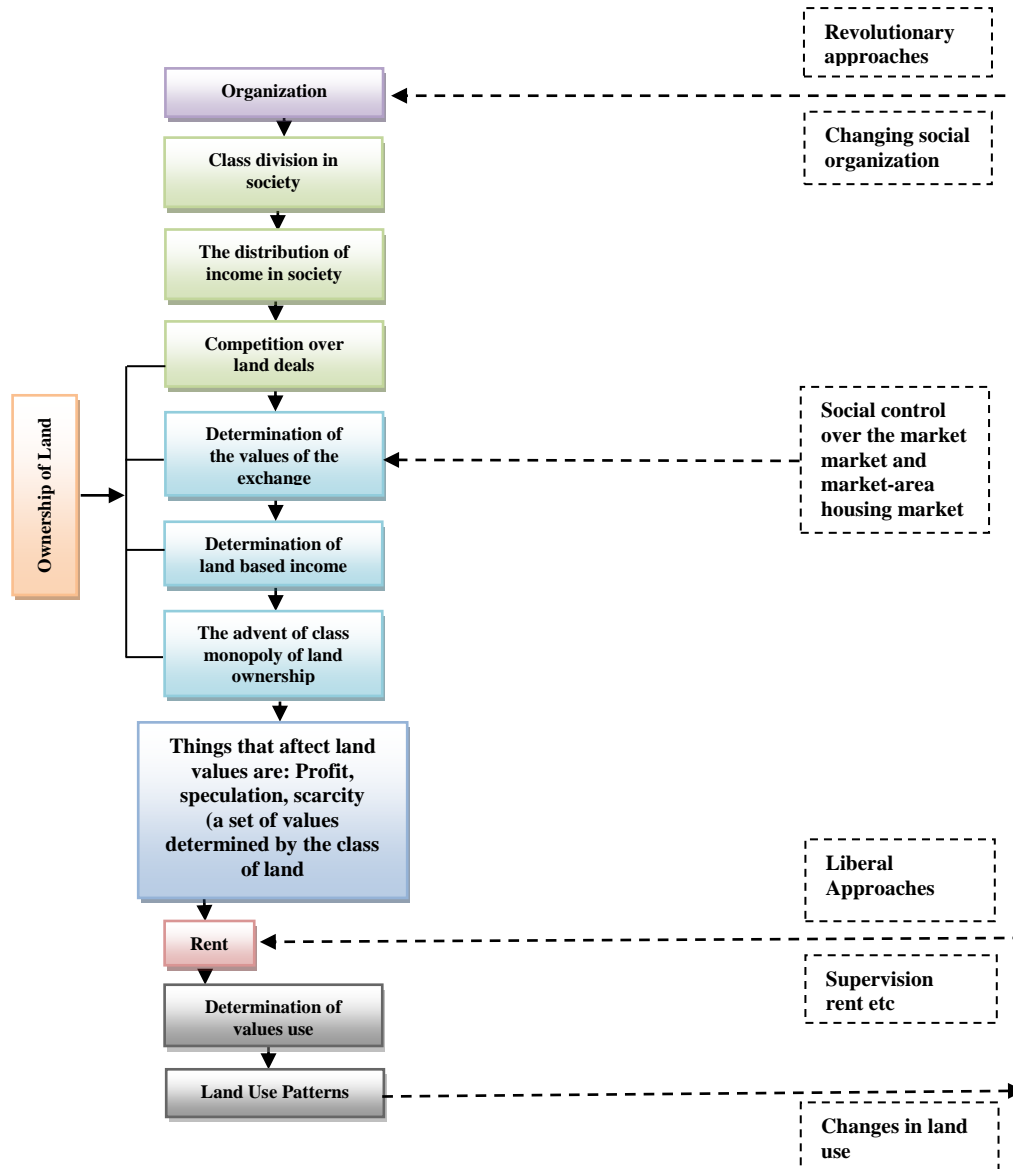 Revolutionary
approaches
Organization
Changing social
organization
Class division in
society
The distribution of
income in society
Competition over
land deals
Ownership of Land
Determination of
the values of the
exchange
Social control
over the market
market and
market-area
housing market
Determination of
land based income
The advent of class
monopoly of land
ownership
Things that aftect land
values are: Profit,
speculation, scarcity
(a set of values
determined by the class
of land
Liberal
Approaches
Rent
Supervision
rent etc
Determination of
values use
Land Use Patterns
Changes in land
use